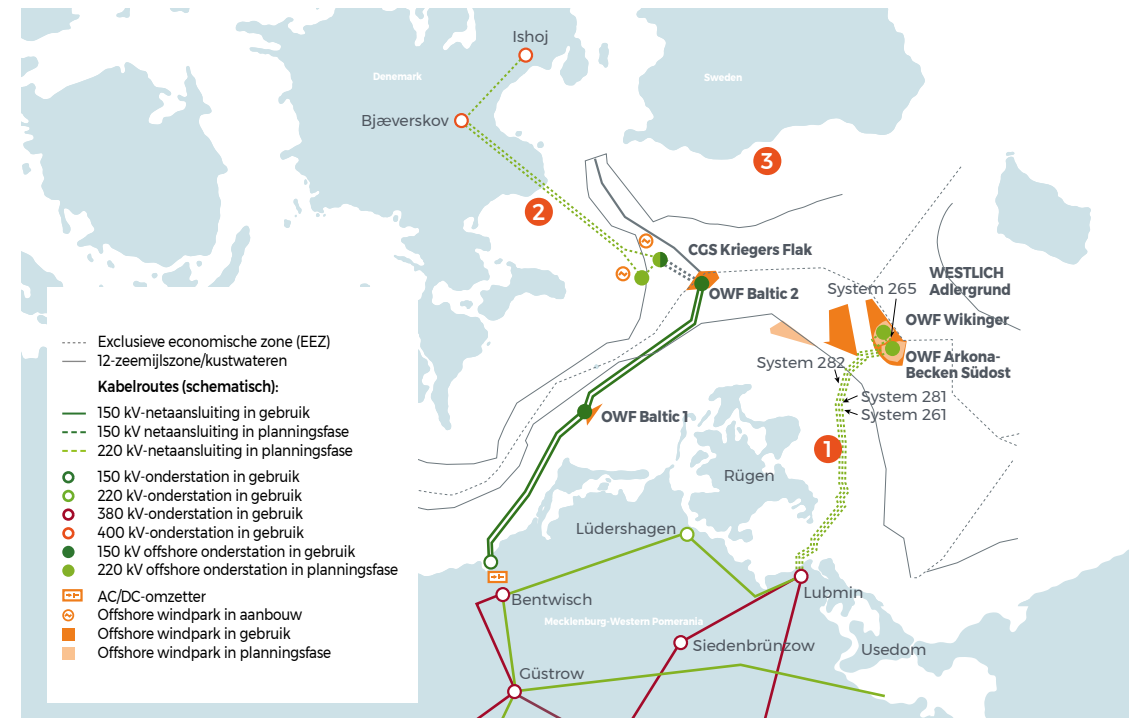 Ishoj
Denemark
Sweden
Bjæverskov
3
2
CGS Kriegers Flak
WESTLICH
Adlergrund
System 265
OWF Baltic 2
OWF Wikinger
OWF Arkona-
Becken Südost
System 282
System 281
System 261
OWF Baltic 1
1
Rügen
Lüdershagen
Bentwisch
Lubmin
Mecklenburg-Western Pomerania
Siedenbrünzow
Usedom
Güstrow
Exclusieve economische zone (EEZ)
12-zeemijlszone/kustwateren
Kabelroutes (schematisch):
150 kV-netaansluiting in gebruik
150 kV netaansluiting in planningsfase
220 kV-netaansluiting in planningsfase
150 kV-onderstation in gebruik
220 kV-onderstation in gebruik
380 kV-onderstation in gebruik
400 kV-onderstation in gebruik
150 kV offshore onderstation in gebruik
220 kV offshore onderstation in planningsfase
AC/DC-omzetter
Offshore windpark in aanbouw
Offshore windpark in gebruik
Offshore windpark in planningsfase